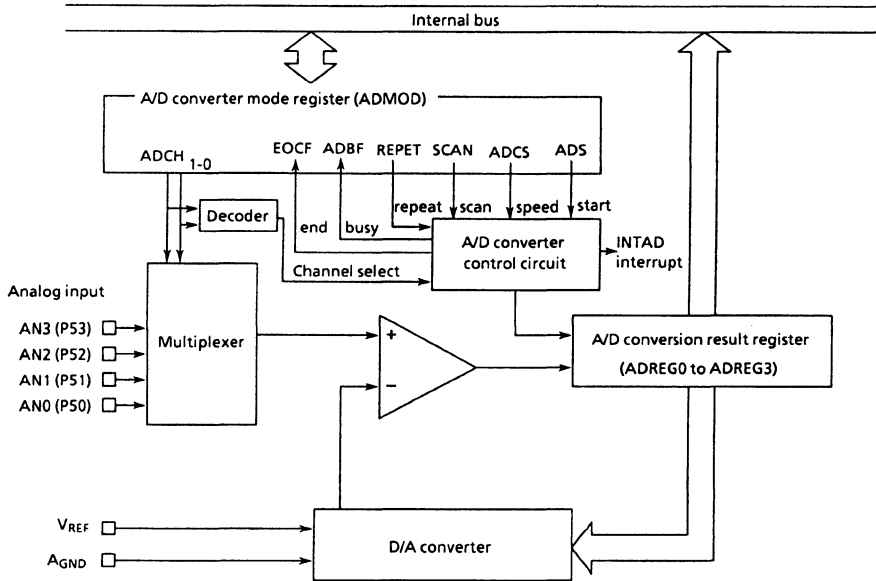 Internal bus
A/D converter mode register (ADMOD)
ADCH 1-0
EOCF ADBF REPET SCAN ADCS ADS
repeat scan speed start
Decoder
end busy
A/D converter
control circuit
INTAD
interrupt
Channel select
Analog input
AN3 (P53)
AN2 (P52)
AN1 (P51)
AN0 (P50)
Multiplexer
+
−
A/D conversion result register
(ADREG0 to ADREG3)
VREF
AGND
D/A converter